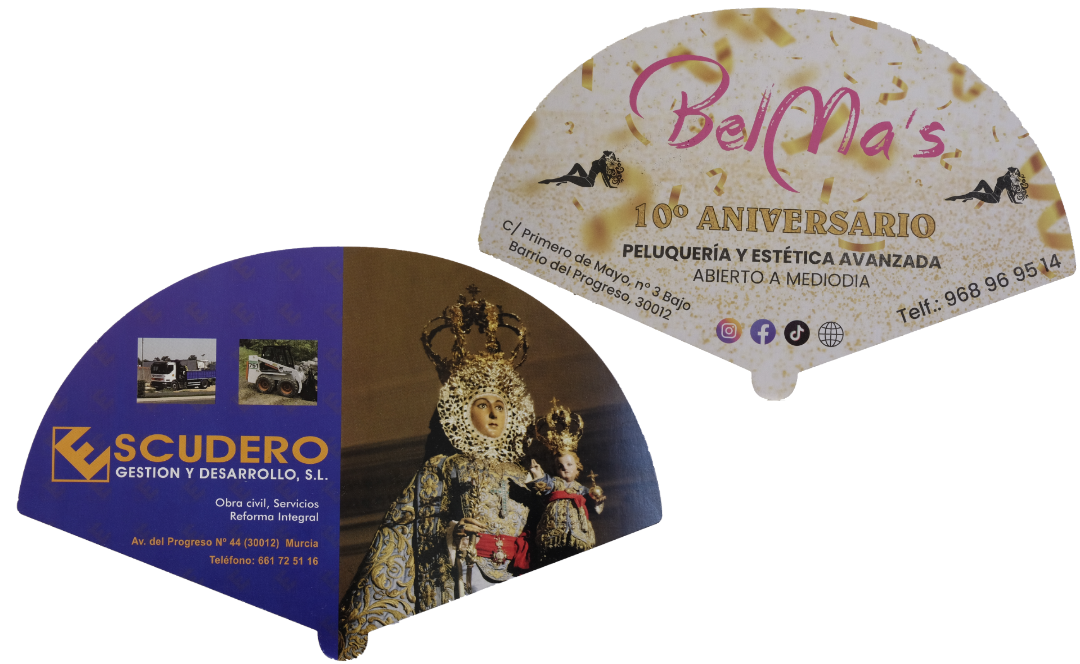 BelMa's
10º ANIVERSARIO
PELUQUERÍA Y ESTÉTICA AVANZADA
ABIERTO A MEDIODIA
C/ Primero de Mayo, nº 3 Bajo
Barrio del Progreso, 30012
Telf.: 968 96 95 14
ESCUDERO
GESTION Y DESARROLLO, S.L.
Obra civil, Servicios
Reforma Integral
Av. del Progreso Nº 44 (30012) Murcia
Teléfono: 661 72 51 16